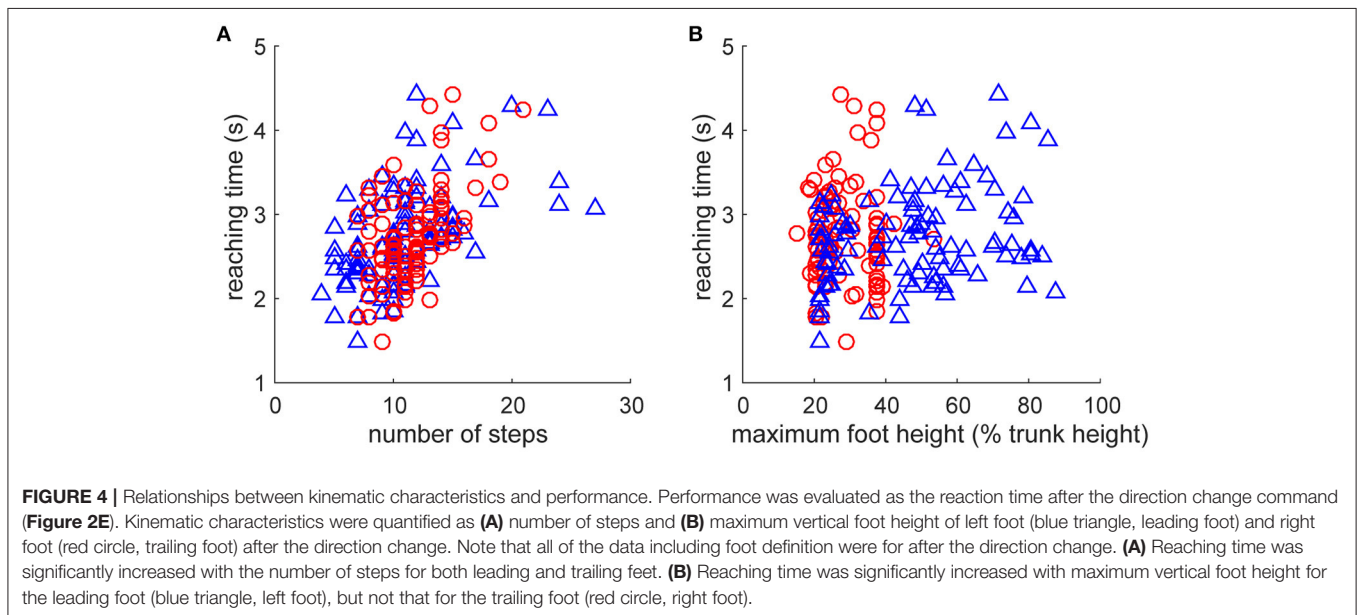 A
5
4
3
2
1
0
10
20
30
reaching time (s)
number of steps
B
5
4
3
2
1
0
20
40
60
80
100
reaching time (s)
maximum foot height (% trunk height)
FIGURE 4 | Relationships between kinematic characteristics and performance. Performance was evaluated as the reaction time after the direction change command
(Figure 2E). Kinematic characteristics were quantified as (A) number of steps and (B) maximum vertical foot height of left foot (blue triangle, leading foot) and right
foot (red circle, trailing foot) after the direction change. Note that all of the data including foot definition were for after the direction change. (A) Reaching time was
significantly increased with the number of steps for both leading and trailing feet. (B) Reaching time was significantly increased with maximum vertical foot height for
the leading foot (blue triangle, left foot), but not that for the trailing foot (red circle, right foot).